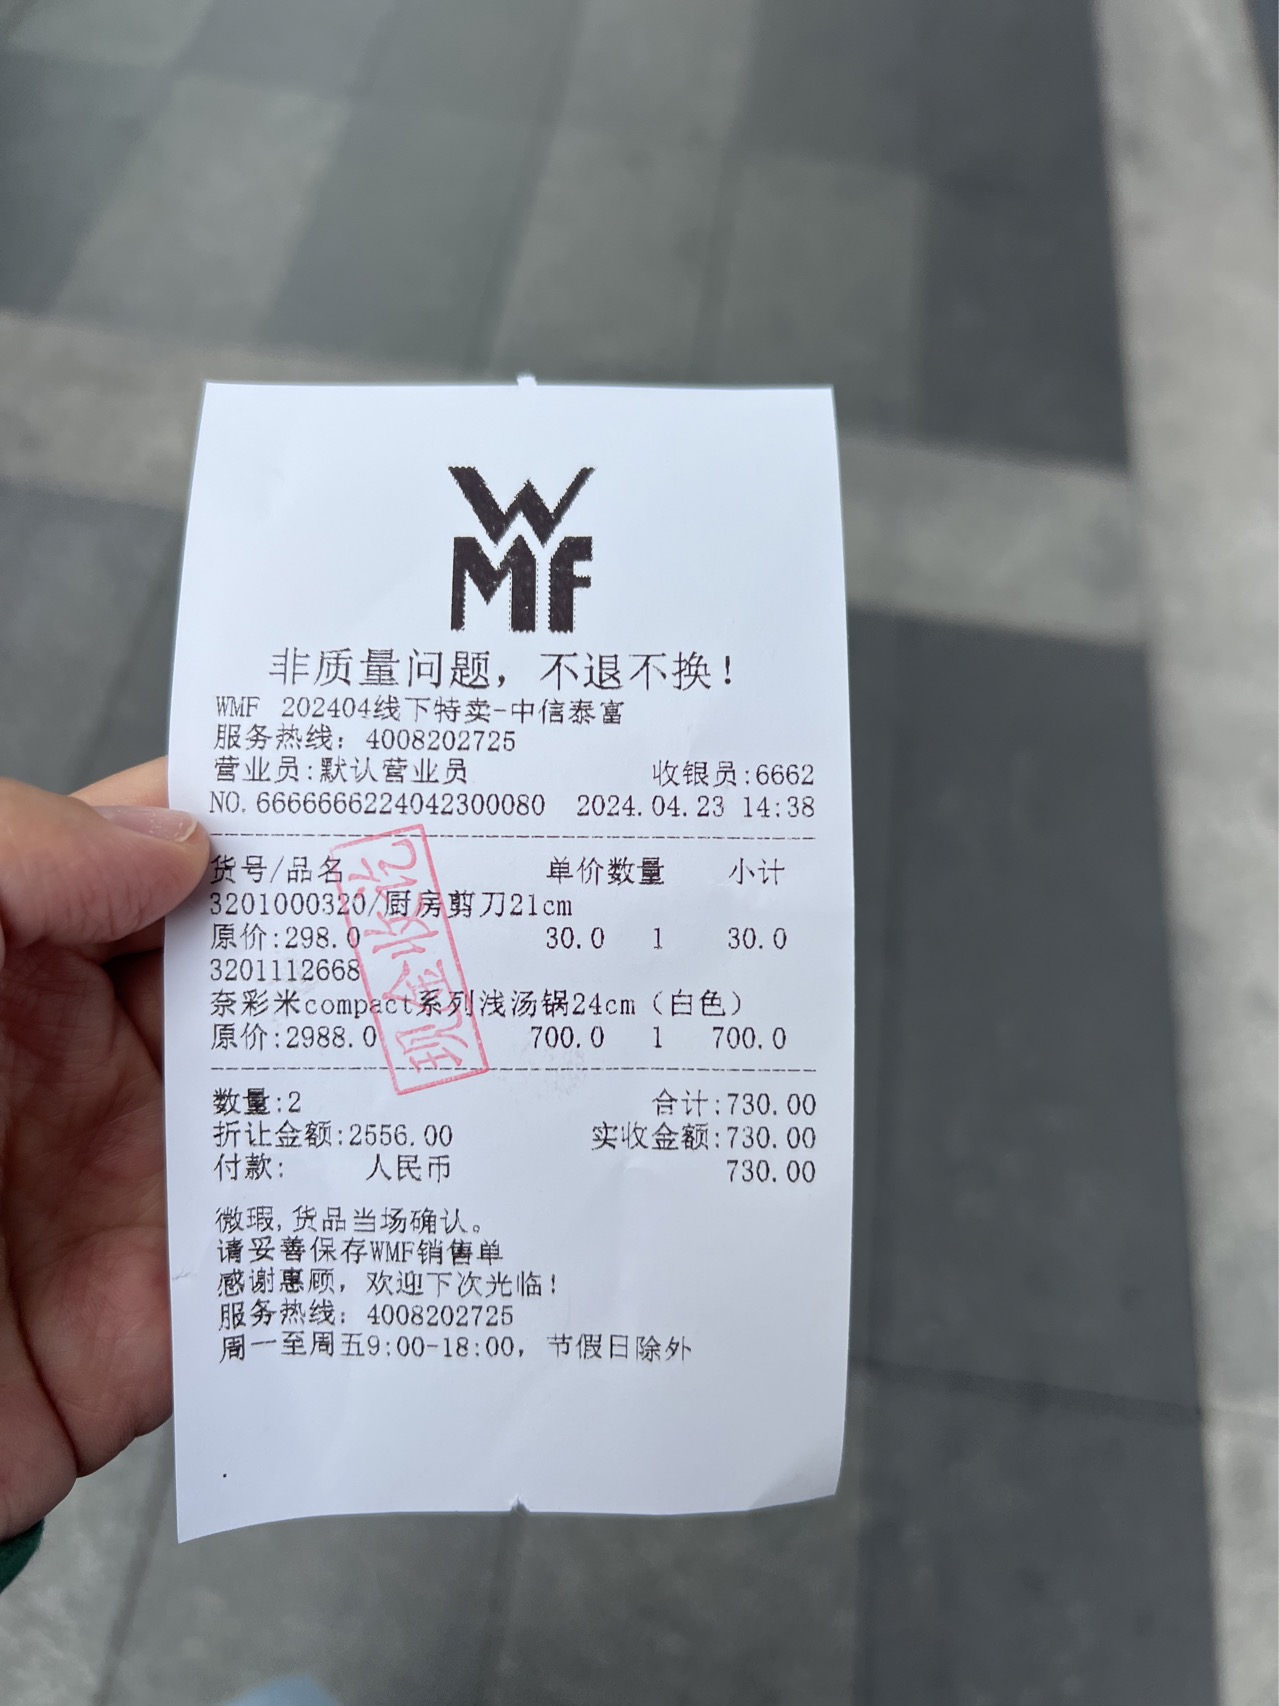 WMF
非质量问题，不退不换！
WMF 202404线下特卖-中信泰富
服务热线：4008202725
营业员:默认营业员 收银员:6662
NO.6666666224042300080 2024.04.23 14:38
货号/品名 单价数量 小计
3201000320/厨房剪刀21cm
原价:298.0 30.0 1 30.0
3201112668
奈彩米compact系列浅汤锅24cm（白色）
原价:2988.0 700.0 1 700.0
现金收讫
数量:2 合计:730.00
折让金额:2556.00 实收金额:730.00
付款: 人民币 730.00
微瑕,货品当场确认。
请妥善保存WMF销售单
感谢惠顾，欢迎下次光临！
服务热线：4008202725
周一至周五9:00-18:00，节假日除外